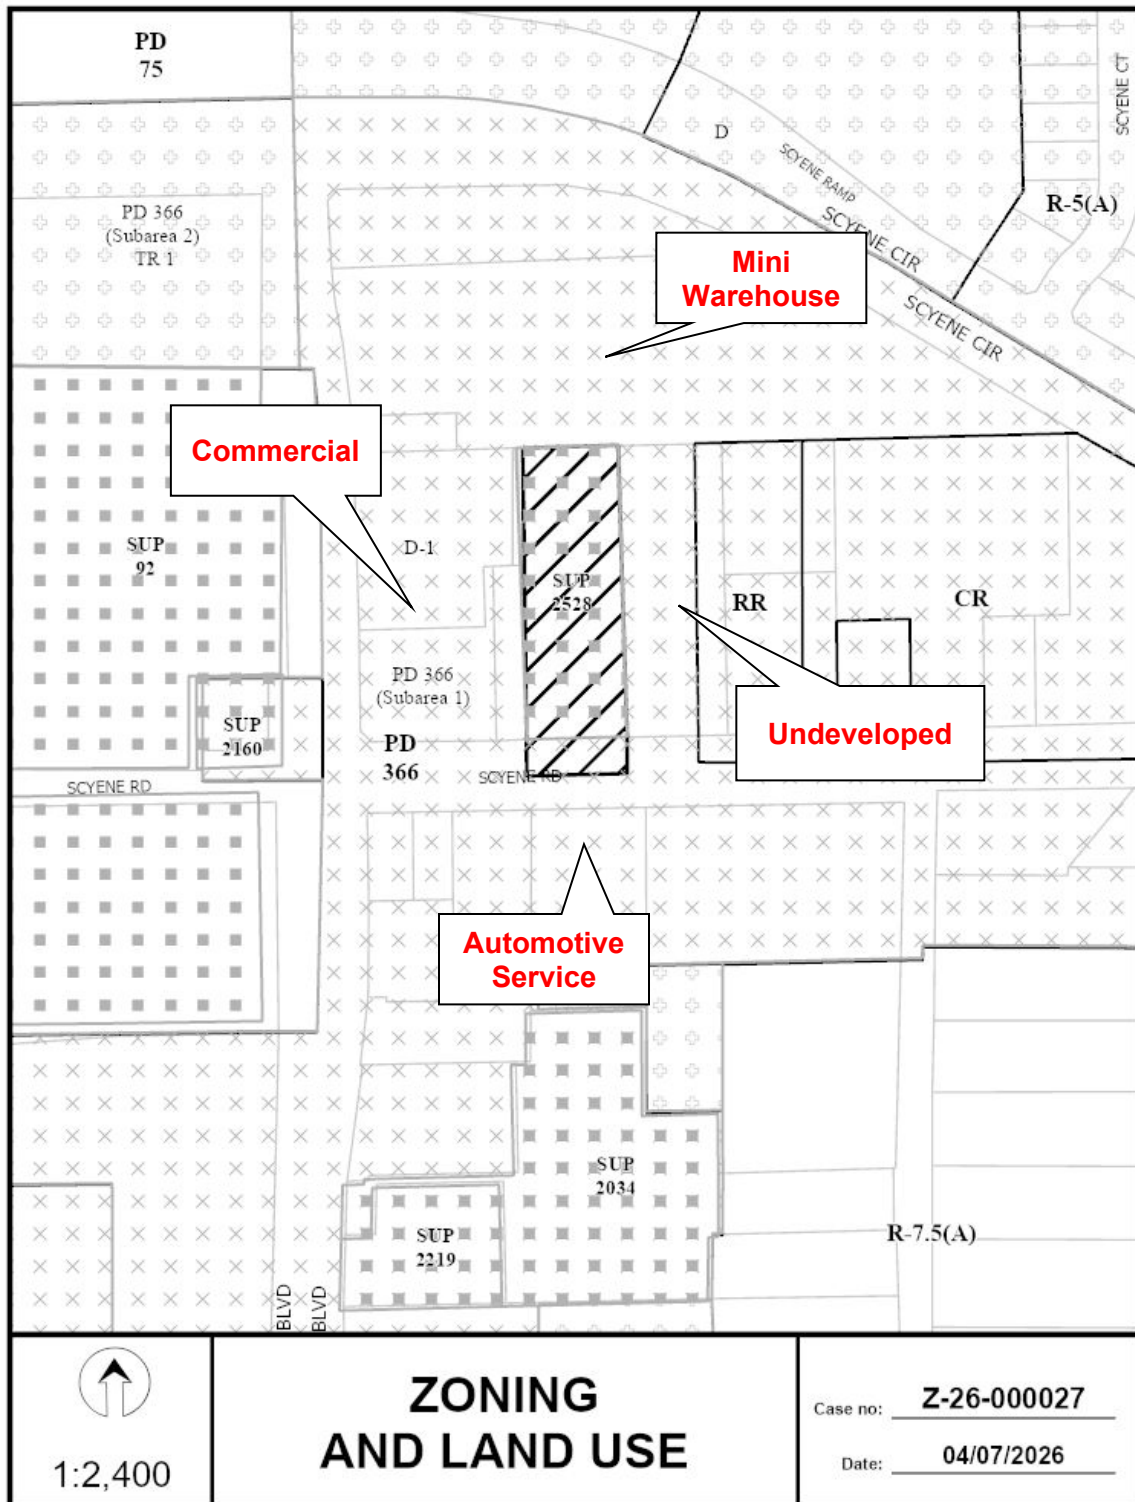 PD
75
D
SCYENE RAMP
SCYENE CIR
SCYENE CIR
SCYENE CT
R-5(A)
PD 366
(Subarea 2)
TR 1
Mini
Warehouse
Commercial
SUP
92
D-1
SUP
2528
RR
CR
PD 366
(Subarea 1)
SUP
2160
PD
366
Undeveloped
SCYENE RD
SCYENE RD
Automotive
Service
SUP
2034
SUP
2219
R-7.5(A)
BLVD
BLVD
1:2,400
ZONING
AND LAND USE
Case no: Z-26-000027
Date: 04/07/2026